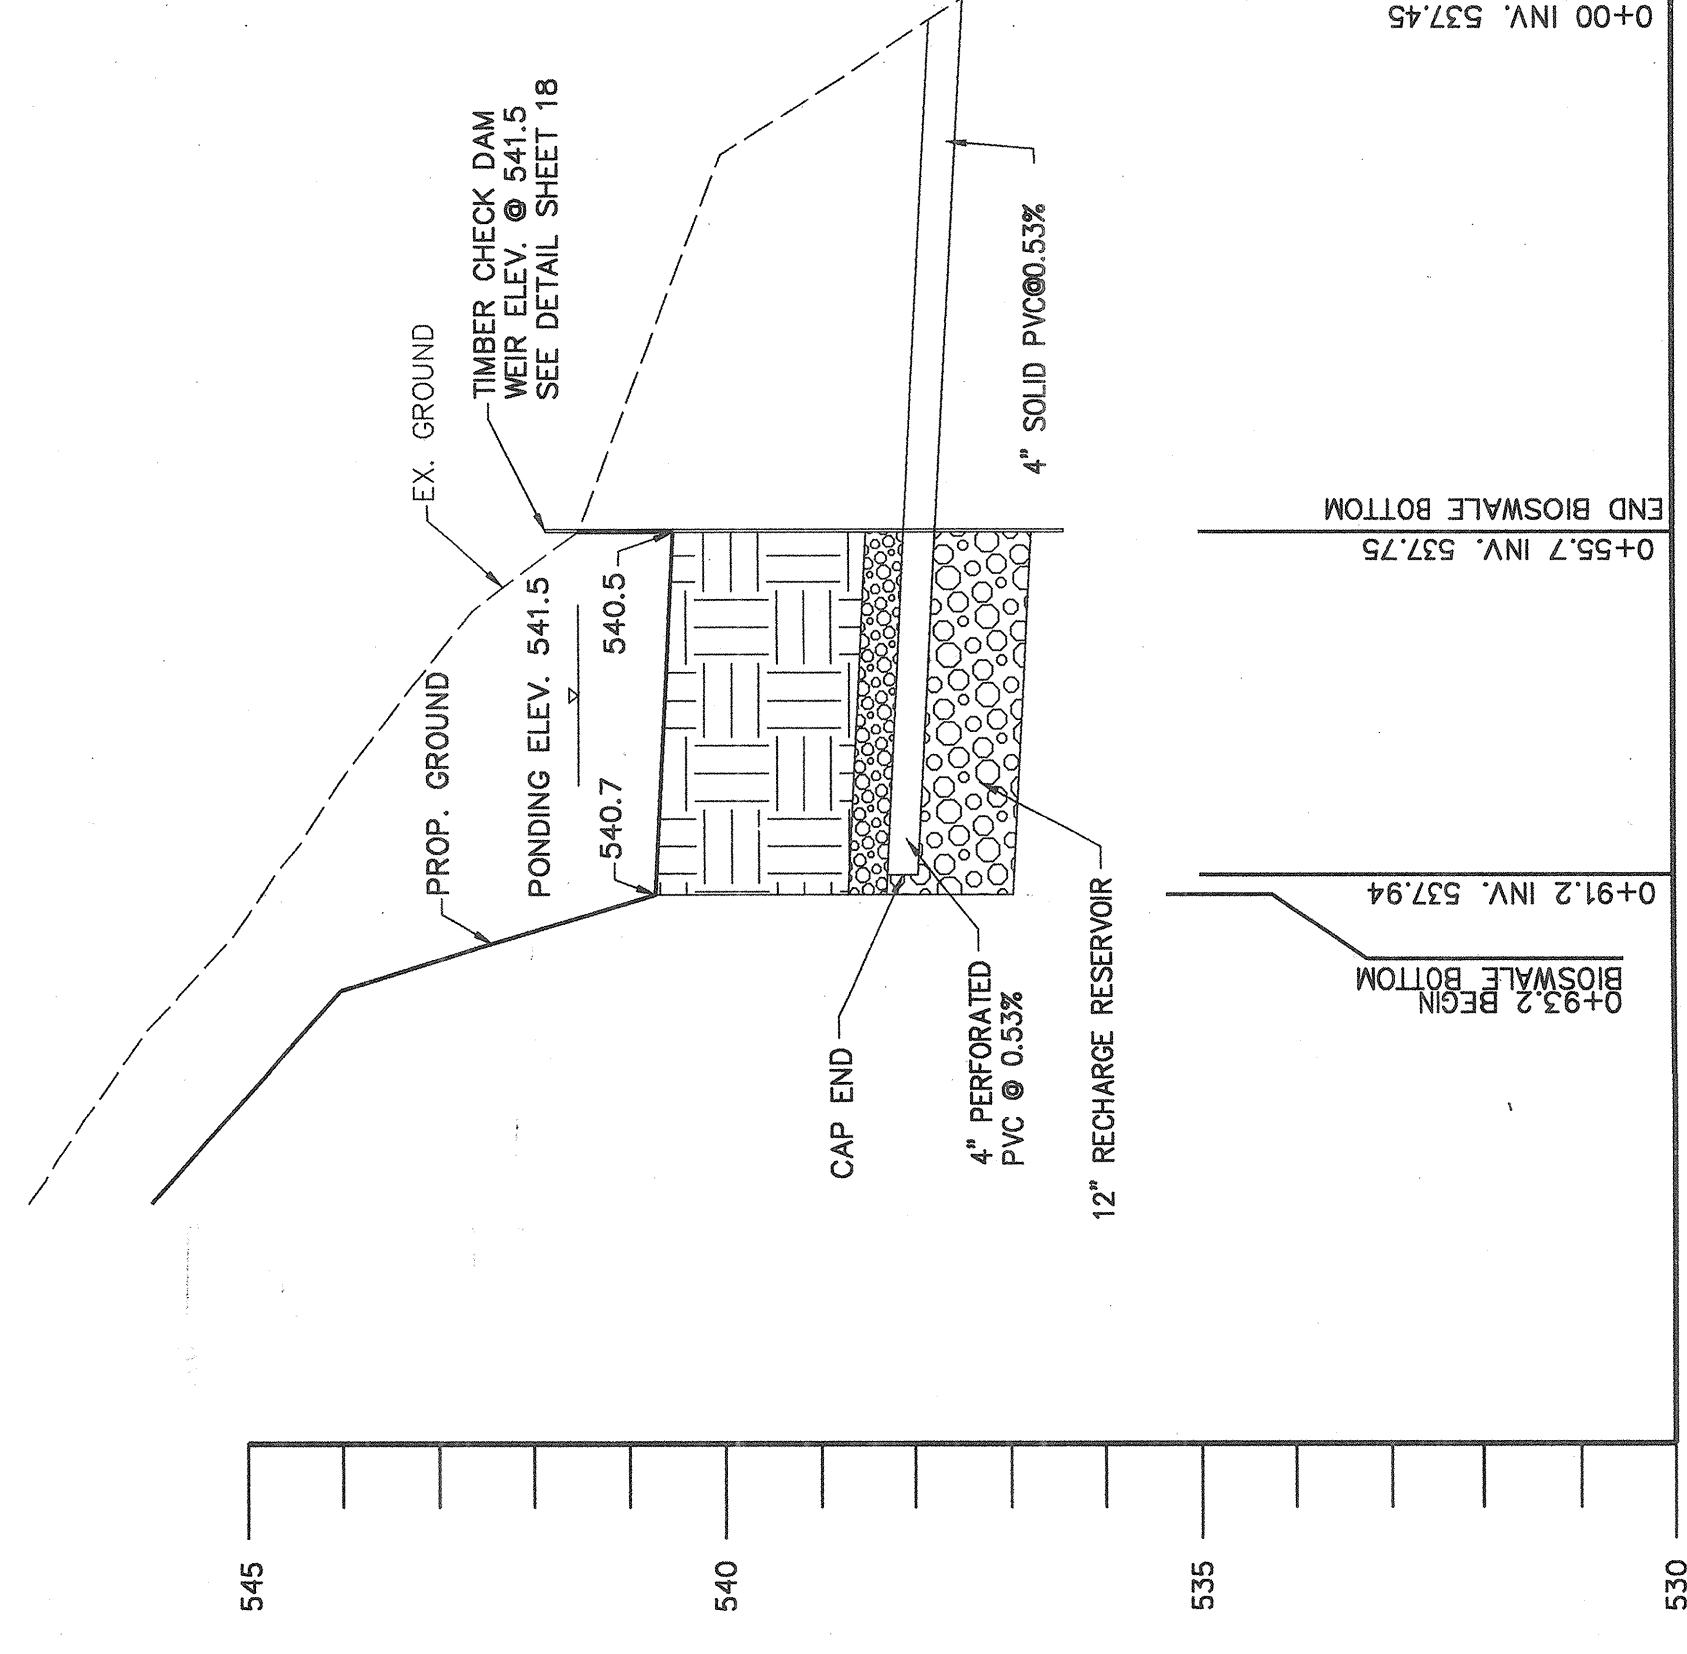 EX. GROUND
TIMBER CHECK DAM
WEIR ELEV. @ 541.5
SEE DETAIL SHEET 18
PROP. GROUND
PONDING ELEV. 541.5
540.7
540.5
CAP END
4" PERFORATED
PVC @ 0.53%
4" SOLID PVC@0.53%
12" RECHARGE RESERVOIR
0+93.2 BEGIN
BIOSWALE BOTTOM
0+91.2 INV. 537.94
0+55.7 INV. 537.75
END BIOSWALE BOTTOM
0+00 INV. 537.45
545
540
535
530